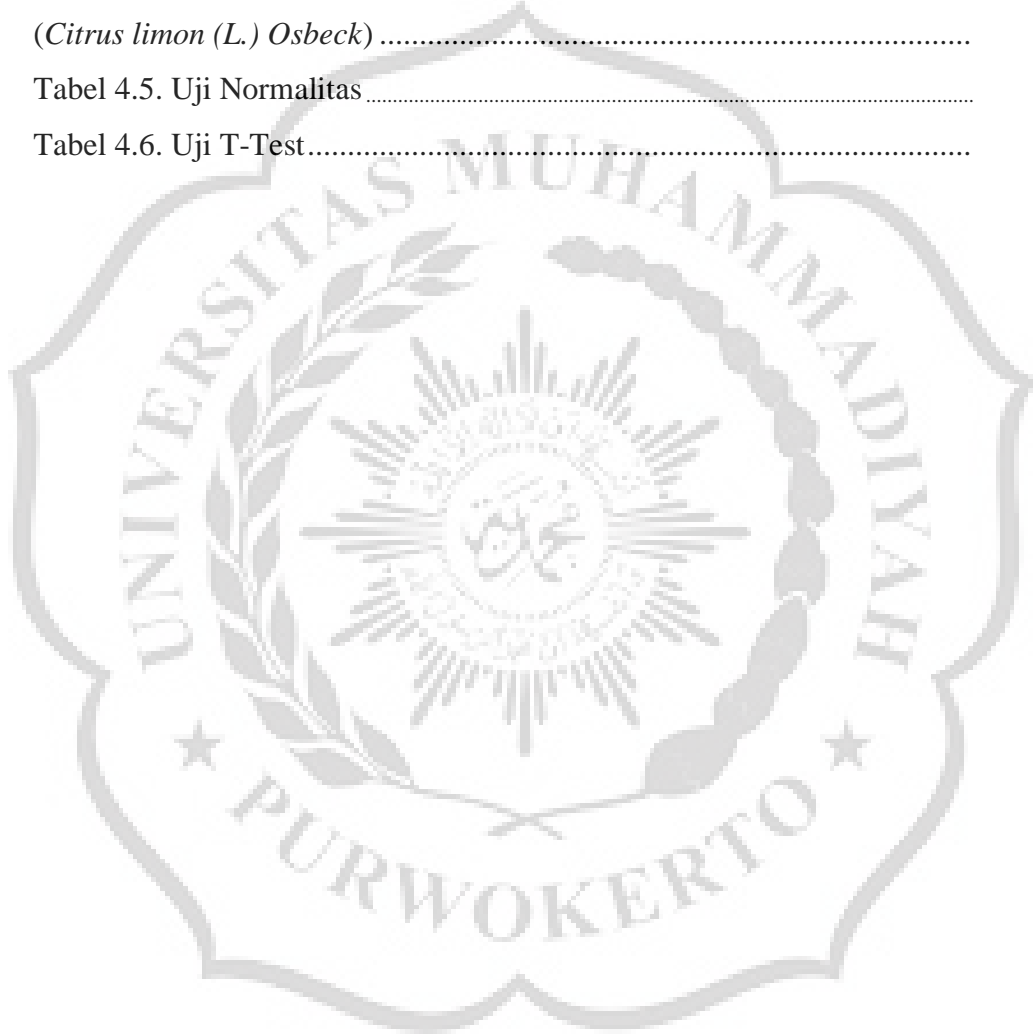 (Citrus limon (L.) Osbeck) ............................................................................
Tabel 4.5. Uji Normalitas ............................................................................
Tabel 4.6. Uji T-Test.....................................................................................
UNIVERSITAS MUHAMMADIYAH
★ PURWOKERTO ★